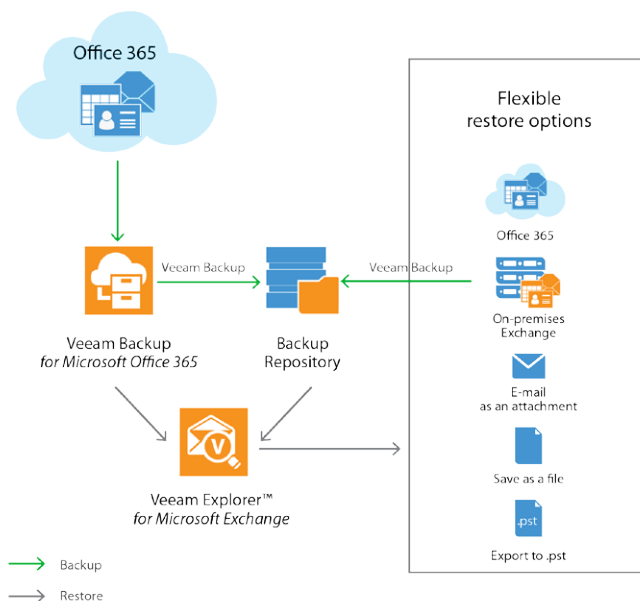 Office 365
Flexible
restore options
Office 365
Veeam Backup
Veeam Backup
On-premises
Exchange
Veeam Backup
for Microsoft Office 365
Backup
Repository
E-mail
as an attachment
V
Veeam Explorer™
for Microsoft Exchange
Save as a file
.pst
Export to .pst
Backup
Restore